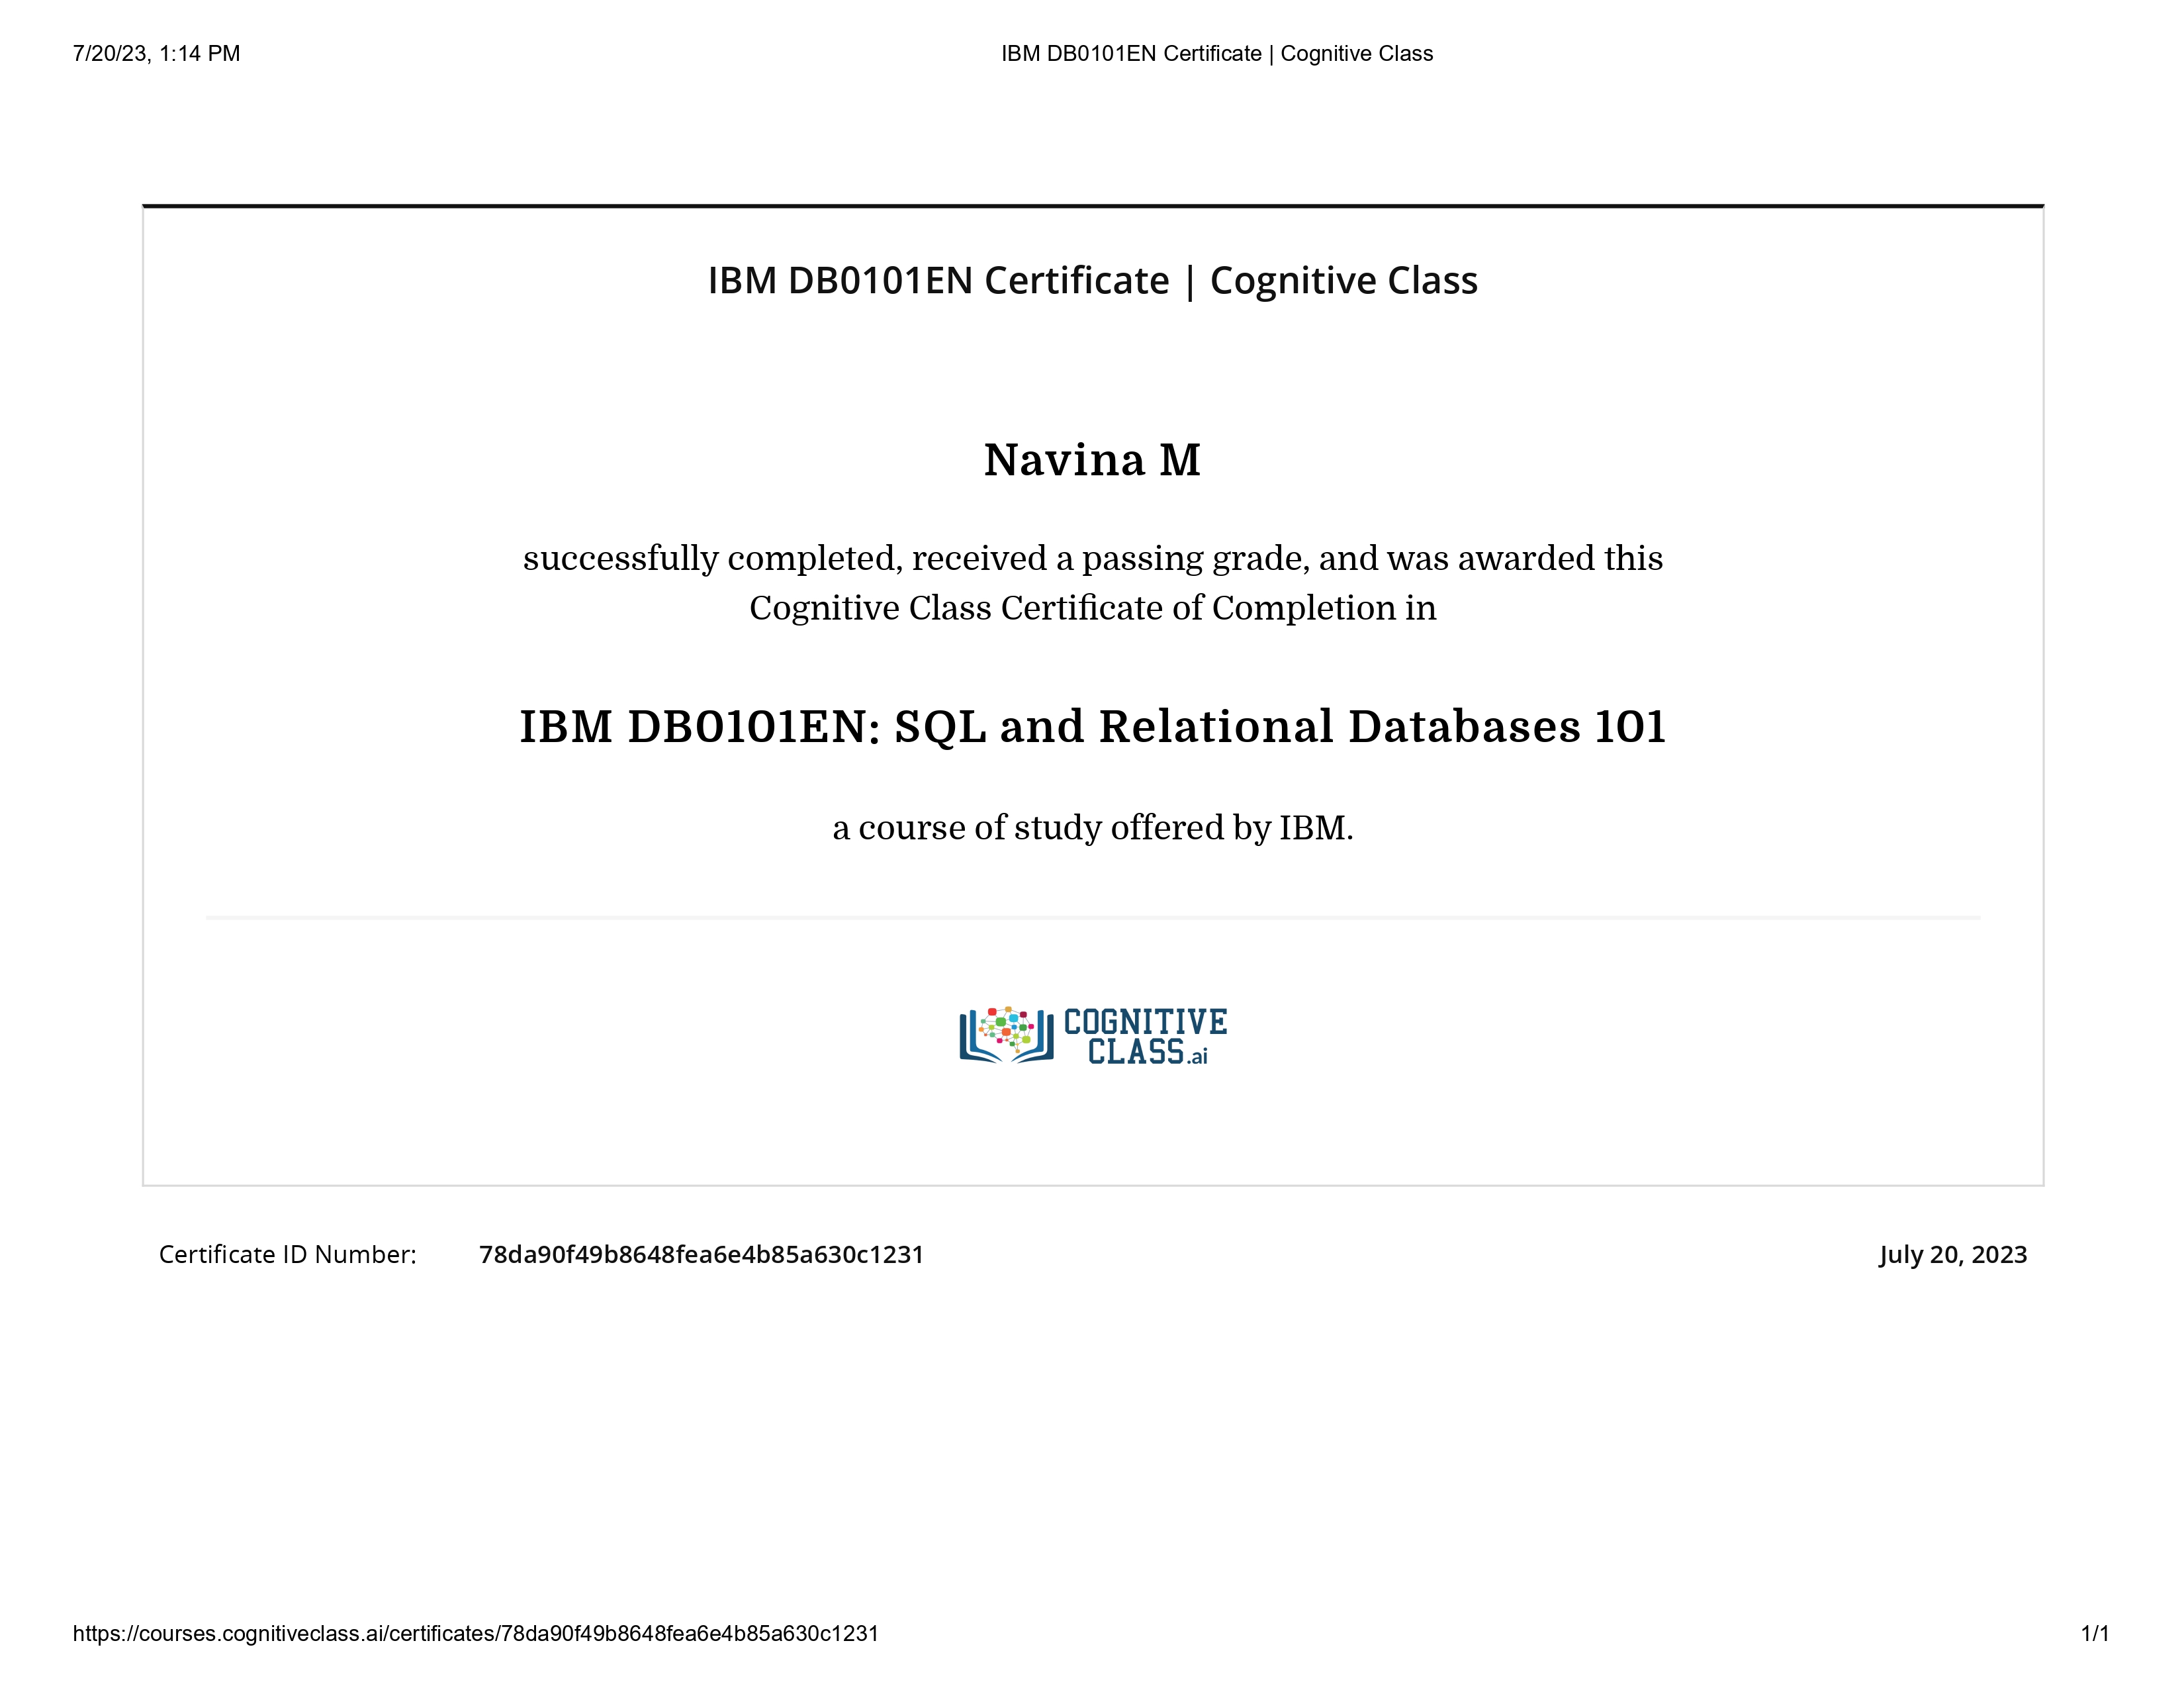 7/20/23, 1:14 PM
IBM DB0101EN Certificate | Cognitive Class
IBM DB0101EN Certificate | Cognitive Class
Navina M
successfully completed, received a passing grade, and was awarded this
Cognitive Class Certificate of Completion in
IBM DB0101EN: SQL and Relational Databases 101
a course of study offered by IBM.
COGNITIVE
CLASS.ai
Certificate ID Number: 78da90f49b8648fea6e4b85a630c1231
July 20, 2023
https://courses.cognitiveclass.ai/certificates/78da90f49b8648fea6e4b85a630c1231
1/1